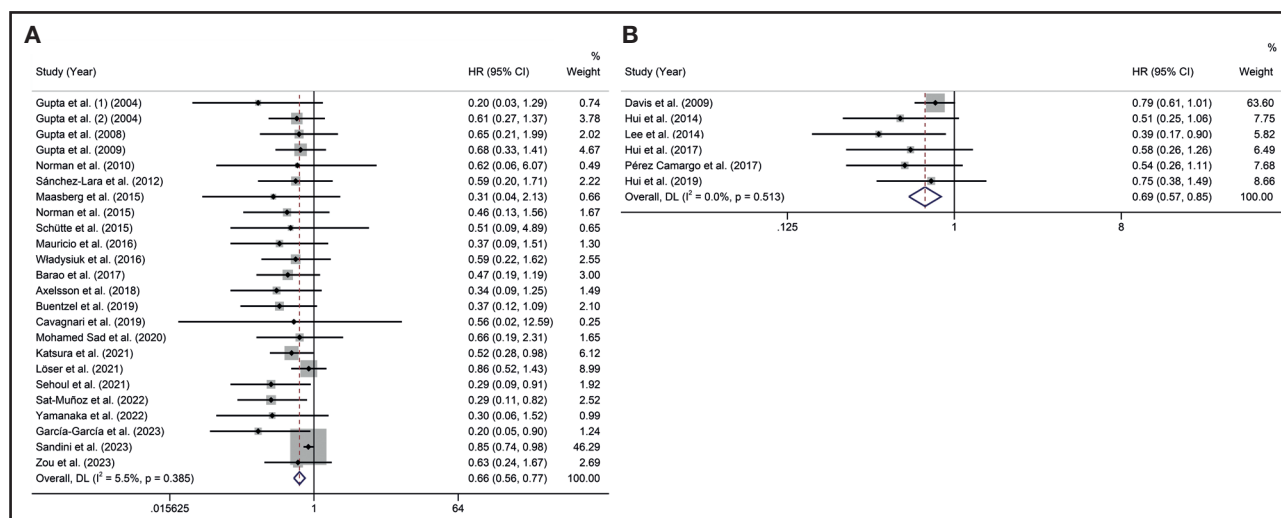 A
%
Study (Year) HR (95% CI) Weight
Gupta et al. (1) (2004) 0.20 (0.03, 1.29) 0.74
Gupta et al. (2) (2004) 0.61 (0.27, 1.37) 3.78
Gupta et al. (2008) 0.65 (0.21, 1.99) 2.02
Gupta et al. (2009) 0.68 (0.33, 1.41) 4.67
Norman et al. (2010) 0.62 (0.06, 6.07) 0.49
Sánchez-Lara et al. (2012) 0.59 (0.20, 1.71) 2.22
Maasberg et al. (2015) 0.31 (0.04, 2.13) 0.66
Norman et al. (2015) 0.46 (0.13, 1.56) 1.67
Schütte et al. (2015) 0.51 (0.09, 4.89) 0.65
Mauricio et al. (2016) 0.37 (0.09, 1.51) 1.30
Władysiuk et al. (2016) 0.59 (0.22, 1.62) 2.55
Barao et al. (2017) 0.47 (0.19, 1.19) 3.00
Axelsson et al. (2018) 0.34 (0.09, 1.25) 1.49
Buentzel et al. (2019) 0.37 (0.12, 1.09) 2.10
Cavagnari et al. (2019) 0.56 (0.02, 12.59) 0.25
Mohamed Sad et al. (2020) 0.66 (0.19, 2.31) 1.65
Katsura et al. (2021) 0.52 (0.28, 0.98) 6.12
Löser et al. (2021) 0.86 (0.52, 1.43) 8.99
Sehoul et al. (2021) 0.29 (0.09, 0.91) 1.92
Sat-Muñoz et al. (2022) 0.29 (0.11, 0.82) 2.52
Yamanaka et al. (2022) 0.30 (0.06, 1.52) 0.99
García-García et al. (2023) 0.20 (0.05, 0.90) 1.24
Sandini et al. (2023) 0.85 (0.74, 0.98) 46.29
Zou et al. (2023) 0.63 (0.24, 1.67) 2.69
Overall, DL (I² = 5.5%, p = 0.385) 0.66 (0.56, 0.77) 100.00
.015625 1 64
B
%
Study (Year) HR (95% CI) Weight
Davis et al. (2009) 0.79 (0.61, 1.01) 63.60
Hui et al. (2014) 0.51 (0.25, 1.06) 7.75
Lee et al. (2014) 0.39 (0.17, 0.90) 5.82
Hui et al. (2017) 0.58 (0.26, 1.26) 6.49
Pérez Camargo et al. (2017) 0.54 (0.26, 1.11) 7.68
Hui et al. (2019) 0.75 (0.38, 1.49) 8.66
Overall, DL (I² = 0.0%, p = 0.513) 0.69 (0.57, 0.85) 100.00
.125 1 8